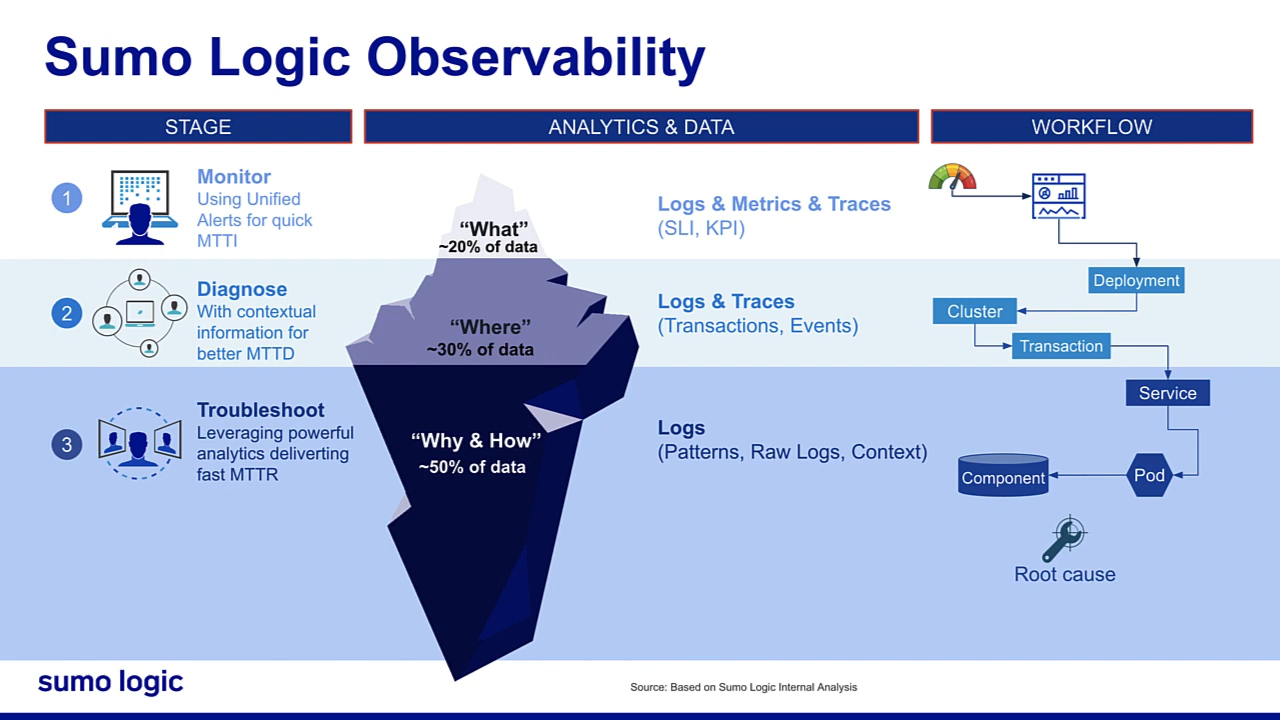 Sumo Logic Observability
STAGE
ANALYTICS & DATA
WORKFLOW
1
Monitor
Using Unified
Alerts for quick
MTTI
“What”
~20% of data
Logs & Metrics & Traces
(SLI, KPI)
2
Diagnose
With contextual
information for
better MTTD
“Where”
~30% of data
Logs & Traces
(Transactions, Events)
Deployment
Cluster
Transaction
3
Troubleshoot
Leveraging powerful
analytics deliverting
fast MTTR
“Why & How”
~50% of data
Logs
(Patterns, Raw Logs, Context)
Service
Pod
Component
Root cause
sumo logic
Source: Based on Sumo Logic Internal Analysis